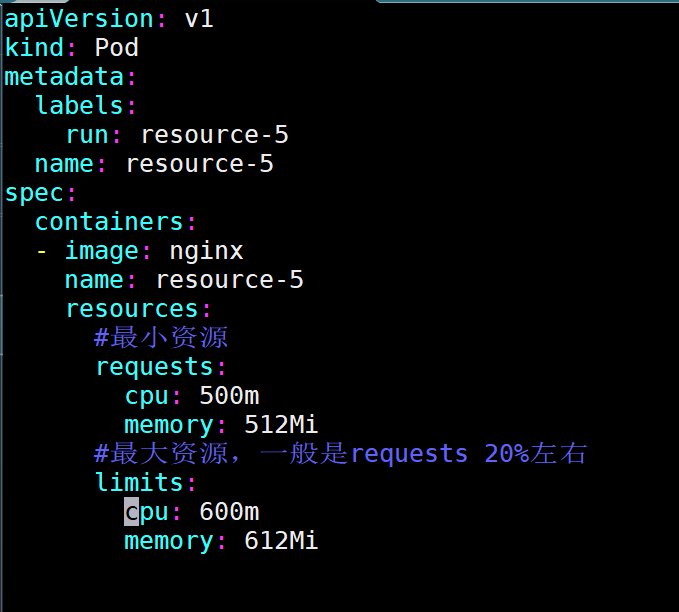 apiVersion: v1
kind: Pod
metadata:
  labels:
    run: resource-5
  name: resource-5
spec:
  containers:
  - image: nginx
    name: resource-5
    resources:
      #最小资源
      requests:
        cpu: 500m
        memory: 512Mi
      #最大资源，一般是requests 20%左右
      limits:
        cpu: 600m
        memory: 612Mi